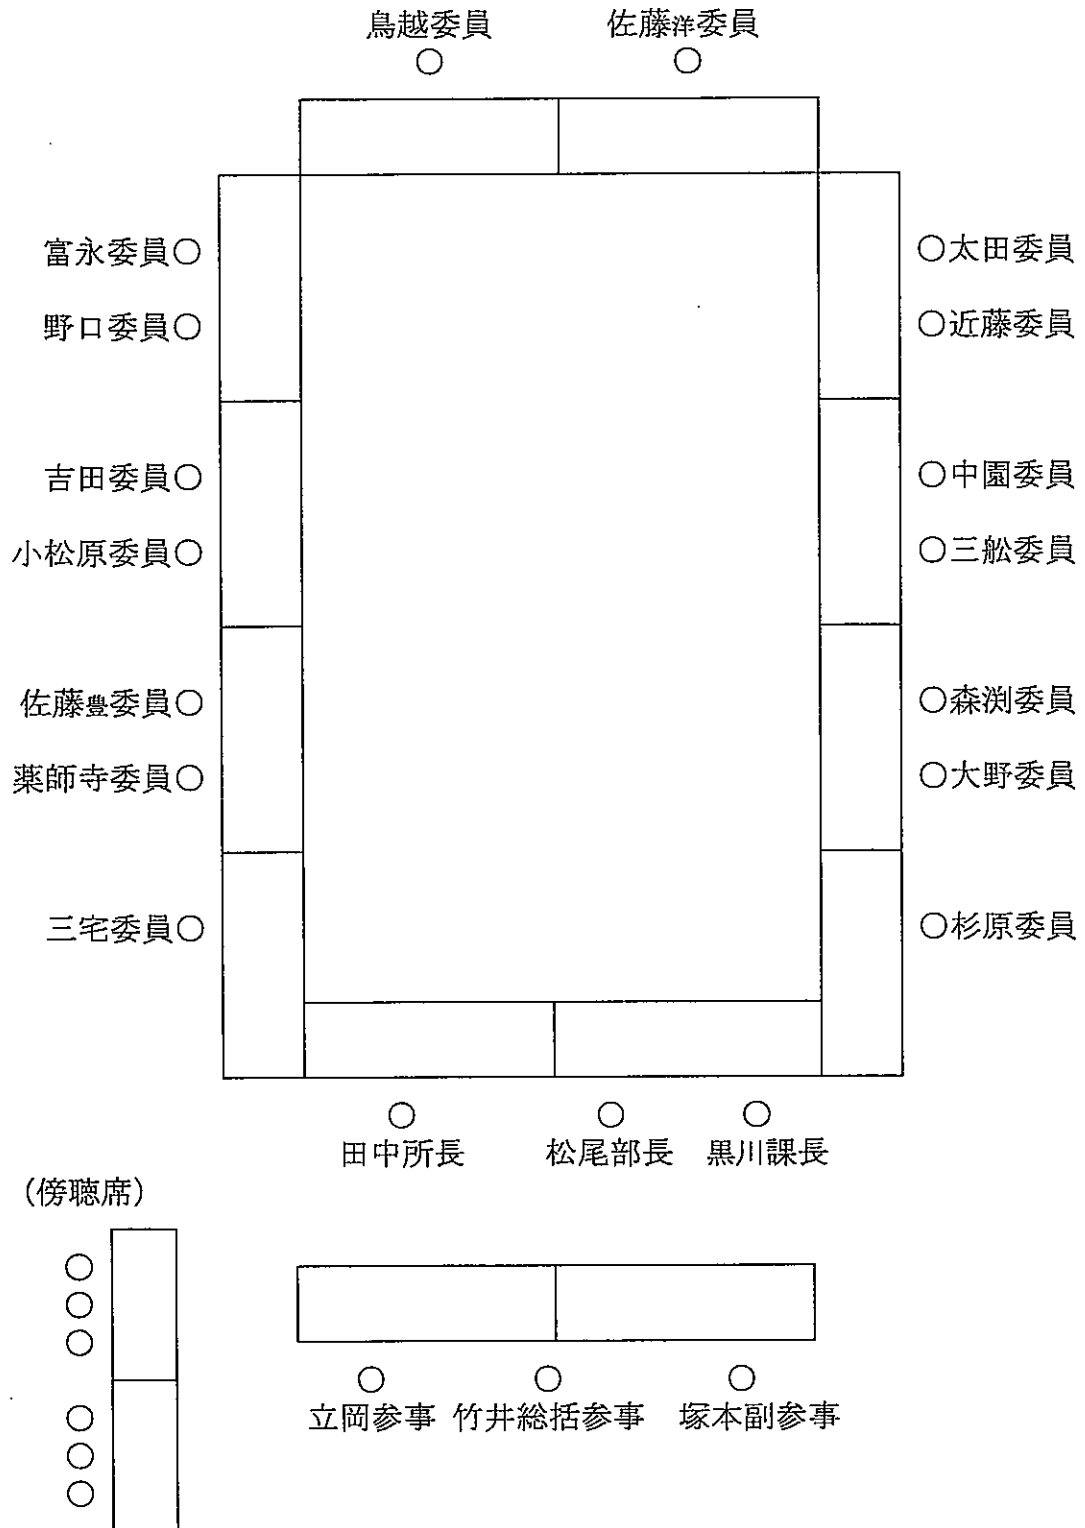 鳥越委員 佐藤洋委員
○ ○
富永委員○ ○太田委員
野口委員○ ○近藤委員
吉田委員○ ○中園委員
小松原委員○ ○三舩委員
佐藤豊委員○ ○森渕委員
薬師寺委員○ ○大野委員
三宅委員○ ○杉原委員
○ ○ ○
田中所長 松尾部長 黒川課長
(傍聴席)
○
○
○
○ ○ ○
立岡参事 竹井総括参事 塚本副参事
○
○
○